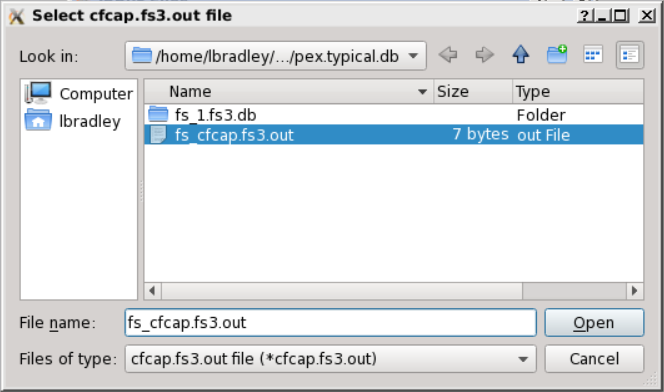 Select cfcap.fs3.out file
Look in: /home/lbradley/.../pex.typical.db
Computer
lbradley
Name Size Type
fs_1.fs3.db Folder
fs_cfcap.fs3.out 7 bytes out File
File name: fs_cfcap.fs3.out Open
Files of type: cfcap.fs3.out file (*cfcap.fs3.out) Cancel